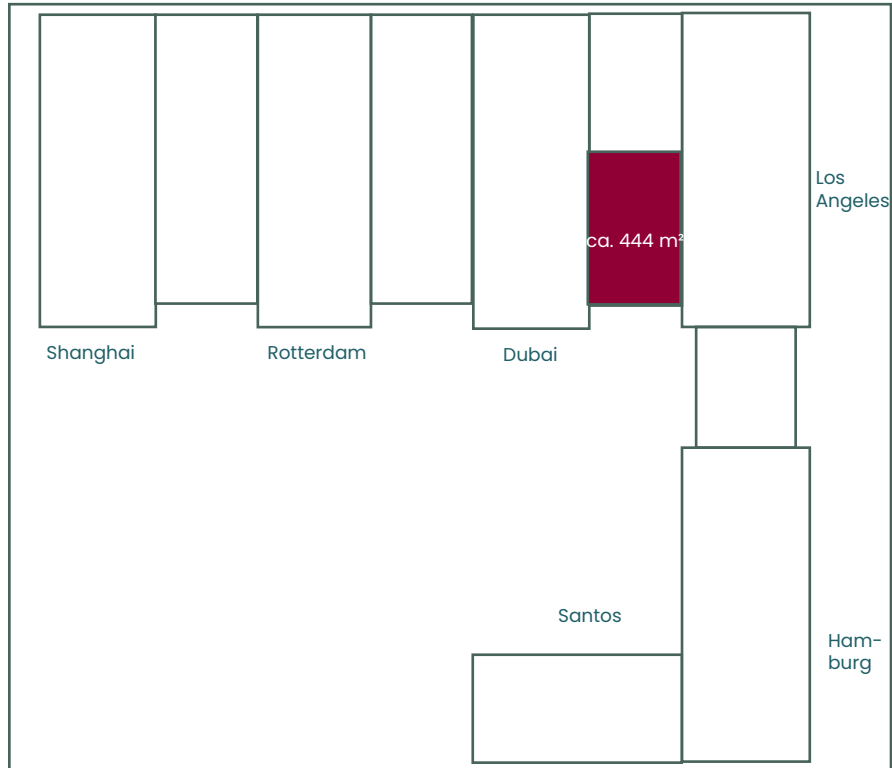 Los
Angeles
ca. 444 m²
Shanghai
Rotterdam
Dubai
Santos
Ham-
burg